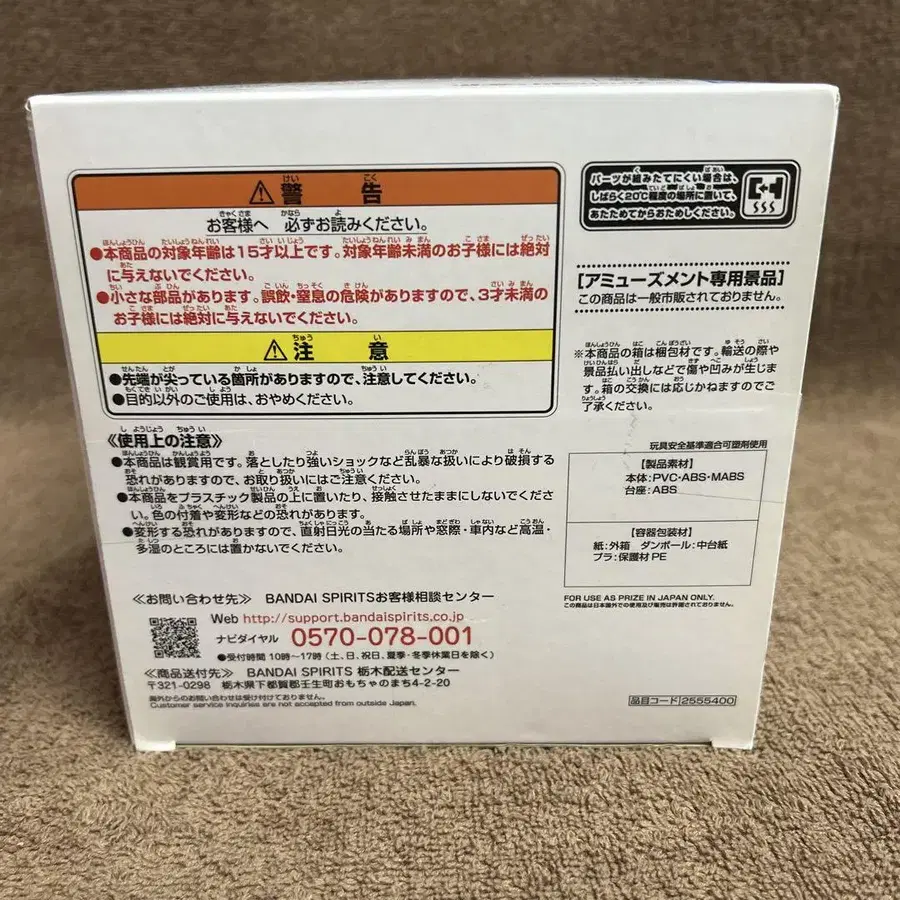 ⚠警告
お客様へ 必ずお読みください。
●本商品の対象年齢は15才以上です。対象年齢未満のお子様には絶対
に与えないでください。
●小さな部品があります。誤飲・窒息の危険がありますので、3才未満の
お子様には絶対に与えないでください。
⚠注意
●先端が尖っている箇所がありますので、注意してください。
●目的以外のご使用は、おやめください。
《使用上の注意》
●本商品は観賞用です。落としたり強いショックなど乱暴な扱いにより破損する
恐れがありますので、お取り扱いにはご注意ください。
●本商品をプラスチック製品の上に置いたり、接触させたままにしないでくださ
い。色の付着や変形などの恐れがあります。
●変形する恐れがありますので、直射日光の当たる場所や窓際・車内など高温・
多湿のところには置かないでください。
《お問い合わせ先》 BANDAI SPIRITSお客様相談センター
Web http://support.bandaispirits.co.jp
ナビダイヤル 0570-078-001
●受付時間 10時～17時(土、日、祝日、夏季・冬季休業日を除く)
《商品送付先》 BANDAI SPIRITS 栃木配送センター
〒321-0298 栃木県下都賀郡壬生町おもちゃのまち4-2-20
海外からのお問い合わせは受け付けておりません。
Customer service inquiries are not accepted from outside Japan.
パーツが組みたてにくい場合は、
しばらく20℃程度の場所に置いて、
あたためてからおためしください。
[アミューズメント専用景品]
この商品は一般市販されておりません。
※本商品の箱は梱包材です。輸送の際や
景品払い出しなどで傷や凹みが生じま
す。箱の交換には応じかねますのでご
了承ください。
玩具安全基準適合可塑剤使用
【製品素材】
本体:PVC・ABS・MABS
台座:ABS
【容器包装材】
紙:外箱 ダンボール:中台紙
プラ:保護材PE
FOR USE AS PRIZE IN JAPAN ONLY.
この商品は日本国外での使用及び販売は許諾されておりません。
品目コード 2555400